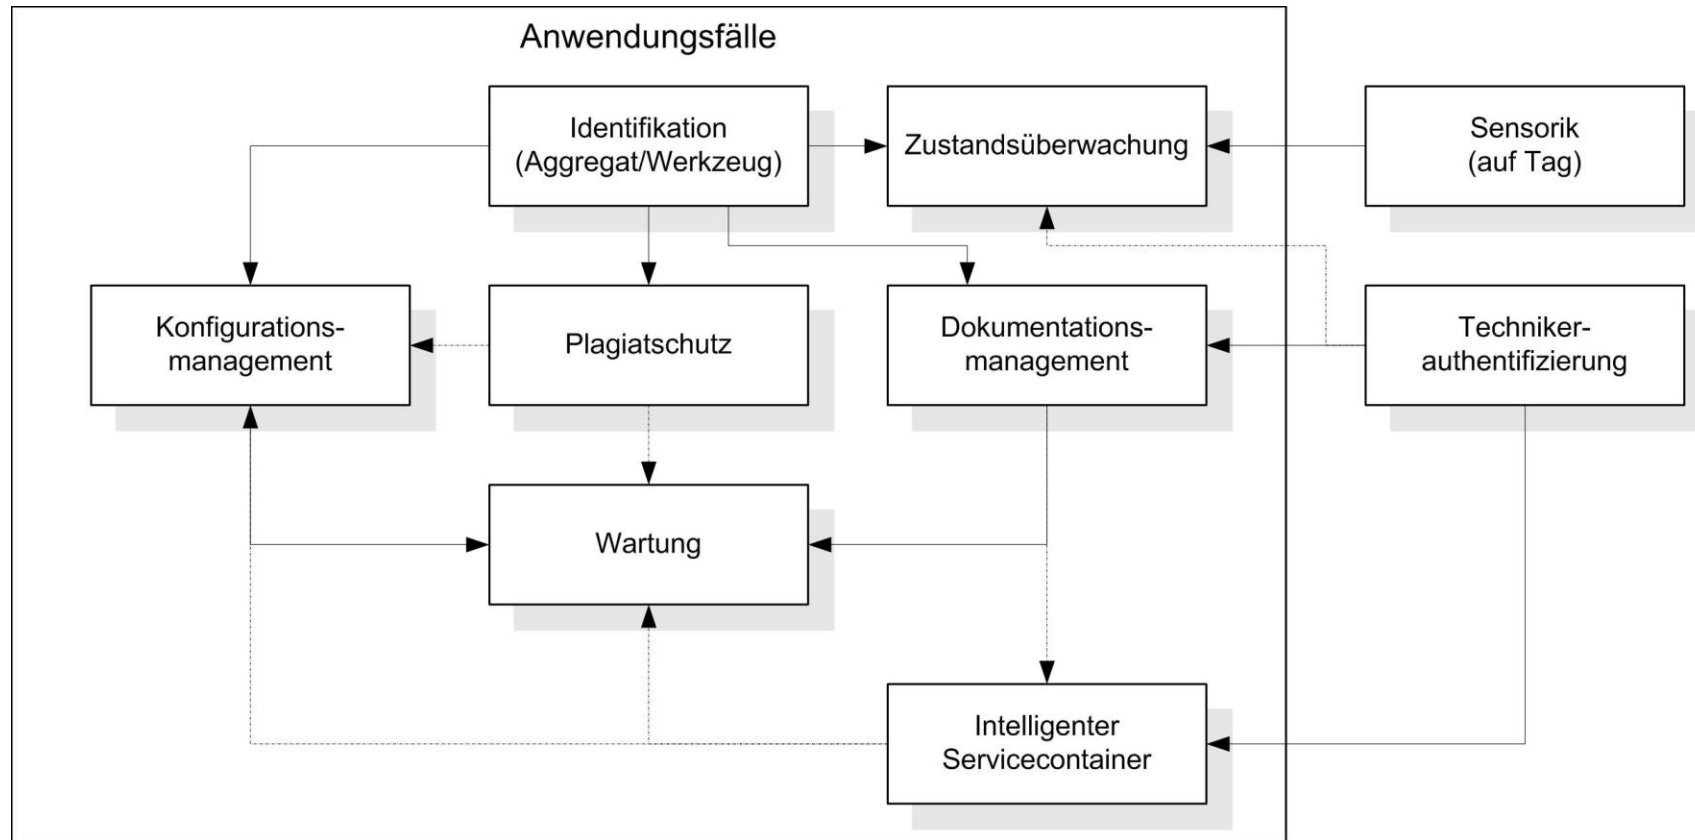 Anwendungsfälle
Identifikation
(Aggregat/Werkzeug)
Zustandsüberwachung
Sensorik
(auf Tag)
Konfigurations-
management
Plagiatschutz
Dokumentations-
management
Techniker-
authentifizierung
Wartung
Intelligenter
Servicecontainer